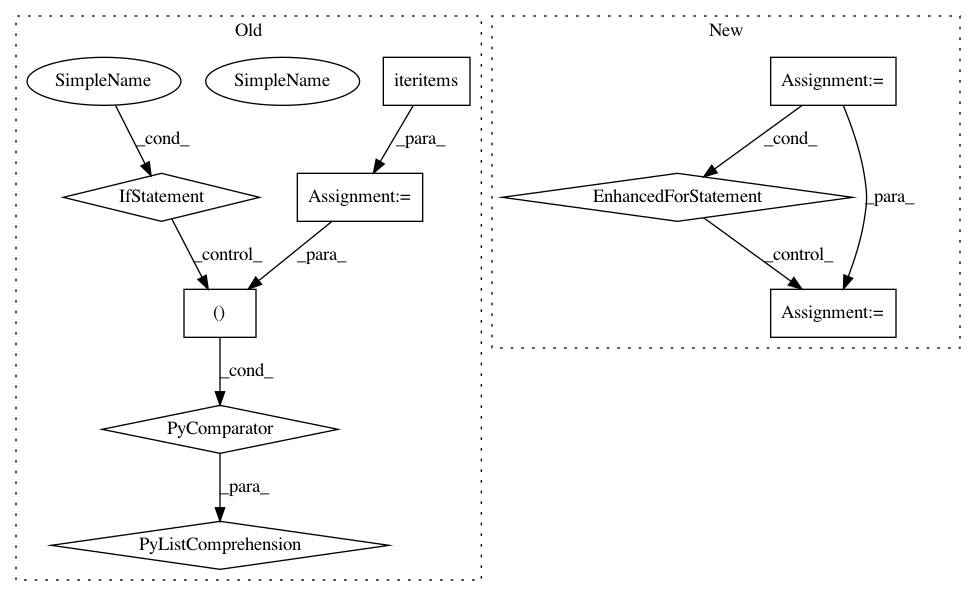 Old
New
SimpleName
SimpleName
iteritems
Assignment:=
_cond_
_para_
_cond_
IfStatement
Assignment:=
EnhancedForStatement
_para_
_control_
_para_
_control_
()
Assignment:=
_cond_
PyComparator
_para_
PyListComprehension